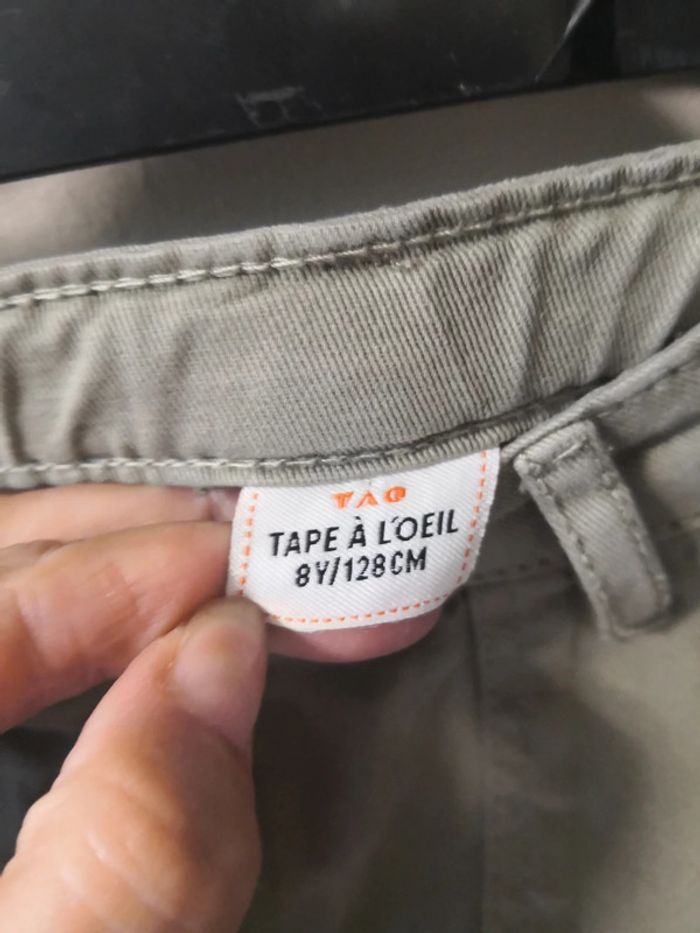 TAO
TAPE À L'OEIL
8Y/128CM